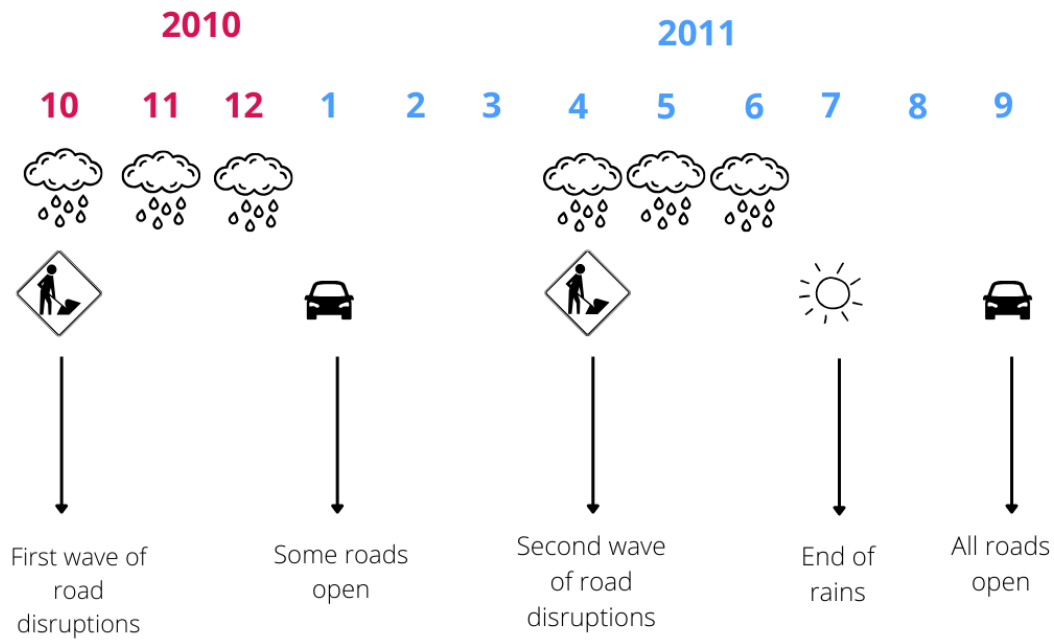 2010 2011
10 11 12 1 2 3 4 5 6 7 8 9
First wave of
road
disruptions
Some roads
open
Second wave
of road
disruptions
End of
rains
All roads
open